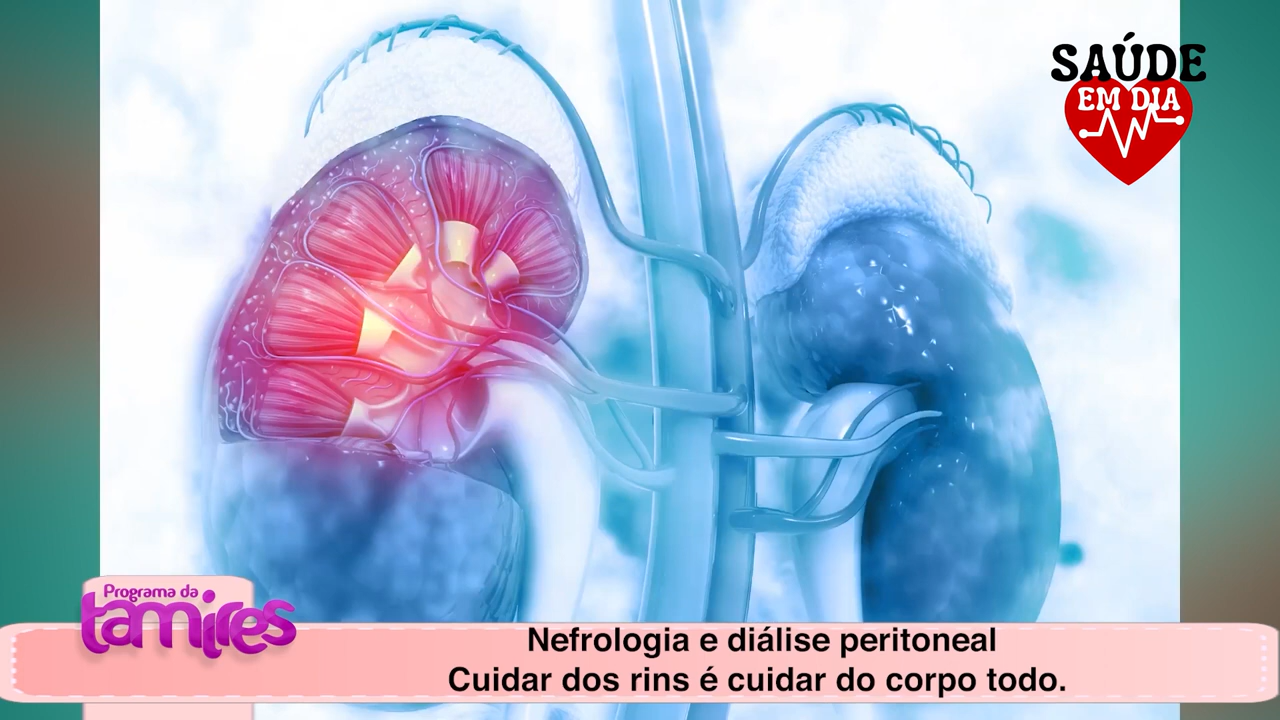 SAÚDE
EM DIA
Programa da
tamires
Nefrologia e diálise peritoneal
Cuidar dos rins é cuidar do corpo todo.